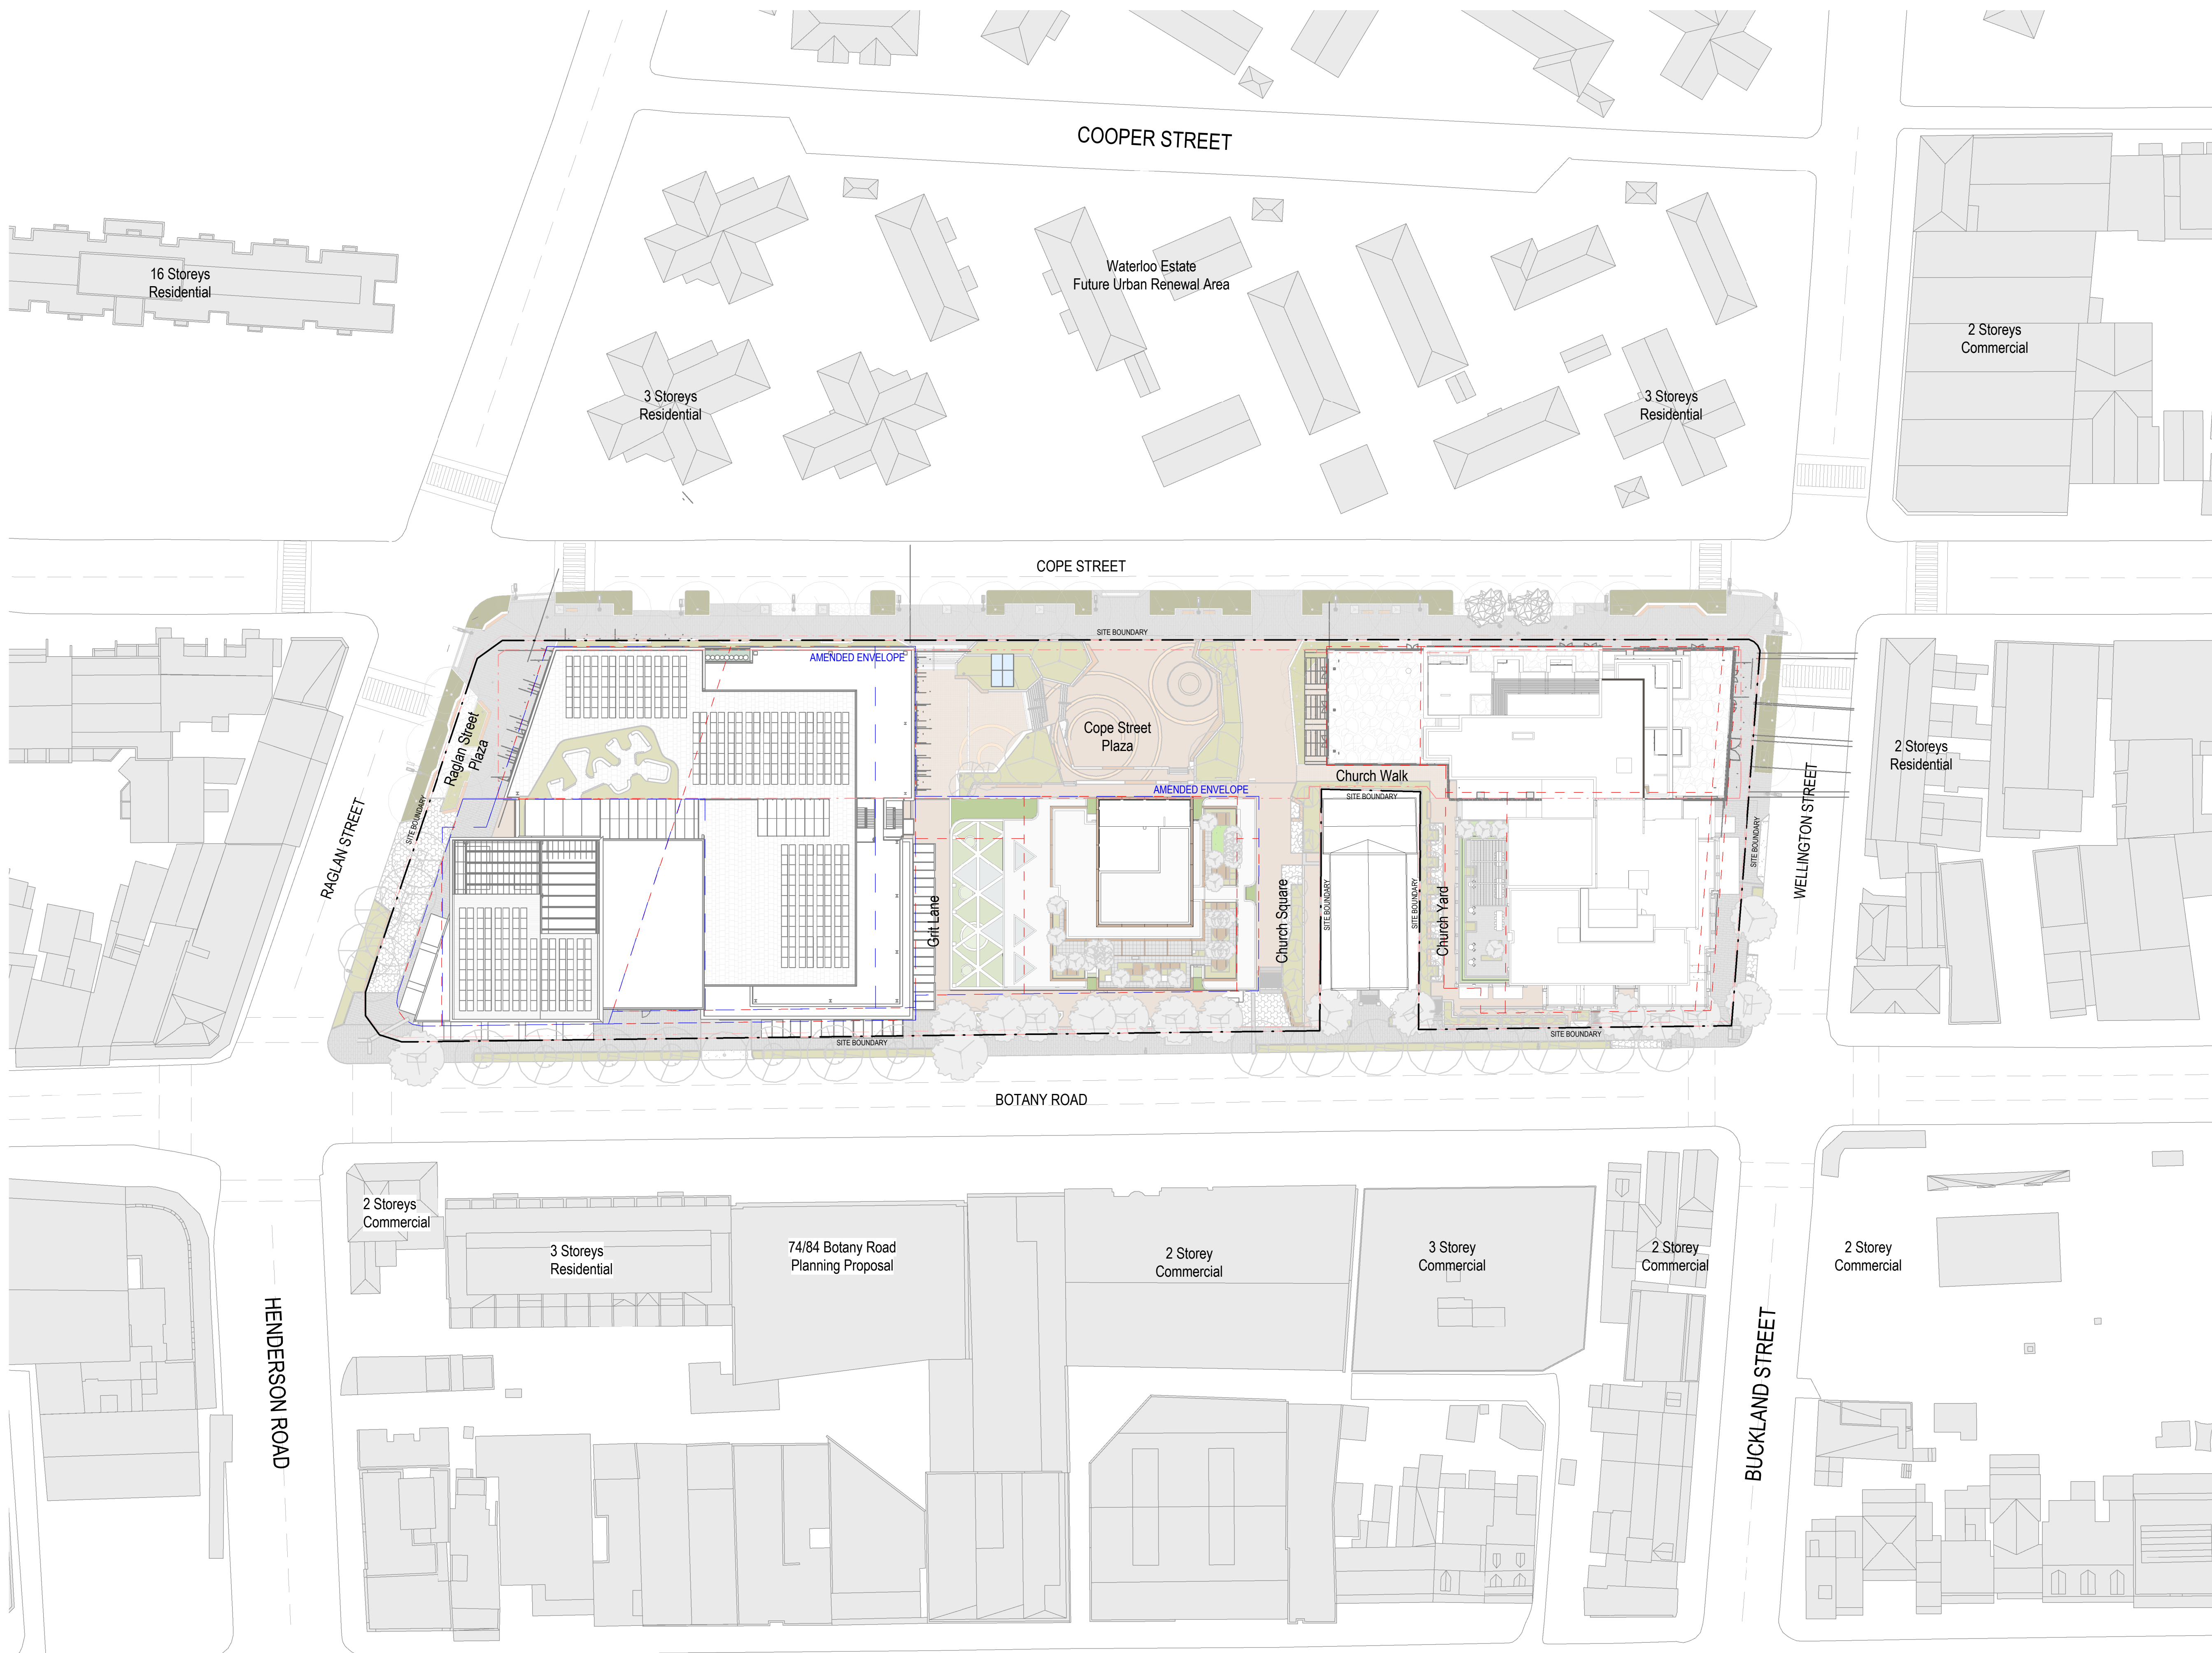 COOPER STREET
16 Storeys
Residential
Waterloo Estate
Future Urban Renewal Area
2 Storeys
Commercial
3 Storeys
Residential
3 Storeys
Residential
COPE STREET
SITE BOUNDARY
AMENDED ENVELOPE
Raglan Street
Plaza
Cope Street
Plaza
2 Storeys
Residential
Church Walk
AMENDED ENVELOPE
SITE BOUNDARY
SITE BOUNDARY
RAGLAN STREET
WELLINGTON STREET
SITE BOUNDARY
Grit Lane
Church Square
SITE BOUNDARY
SITE BOUNDARY
Church Yard
SITE BOUNDARY
SITE BOUNDARY
BOTANY ROAD
2 Storeys
Commercial
3 Storeys
Residential
74/84 Botany Road
Planning Proposal
2 Storey
Commercial
3 Storey
Commercial
2 Storey
Commercial
2 Storey
Commercial
HENDERSON ROAD
BUCKLAND STREET